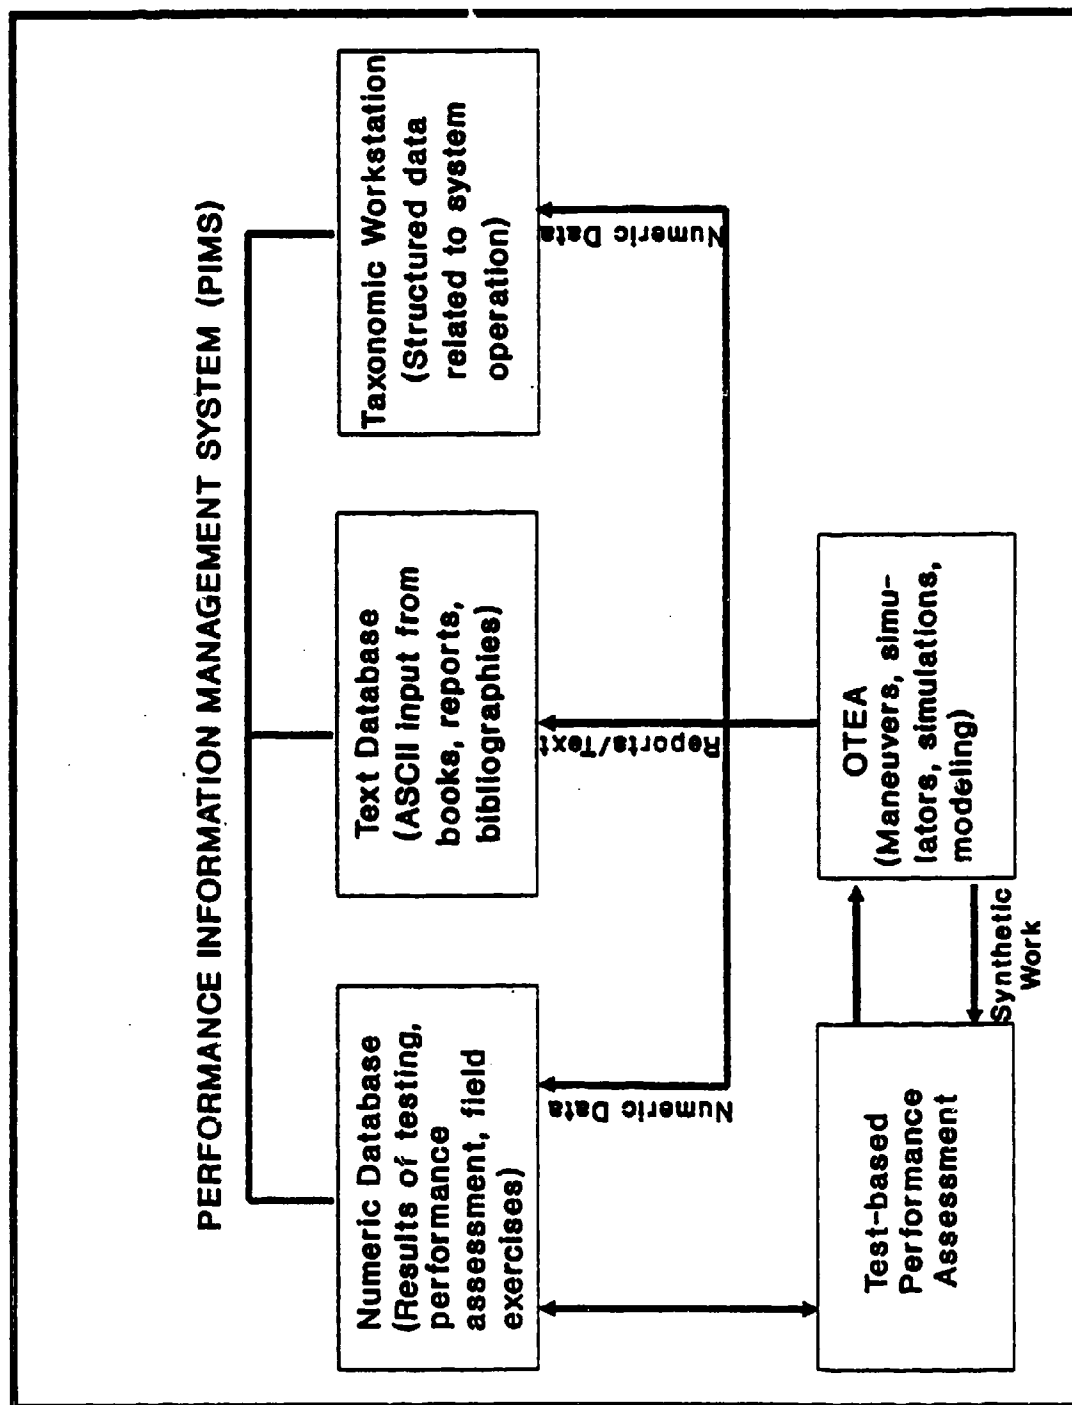 PERFORMANCE INFORMATION MANAGEMENT SYSTEM (PIMS)
Numeric Database
(Results of testing,
performance
assessment, field
exercises)
Text Database
(ASCII input from
books, reports,
bibliographies)
Taxonomic Workstation
(Structured data
related to system
operation)
Numeric Data
Reports/Text
Numeric Data
Test-based
Performance
Assessment
Synthetic
Work
OTEA
(Maneuvers, simu-
lators, simulations,
modeling)